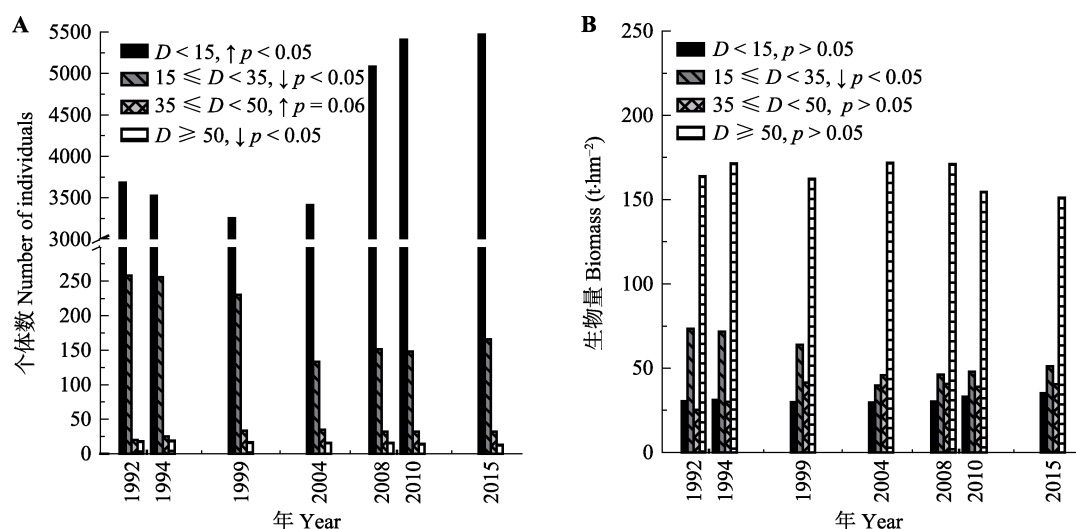 A
D < 15, ↑ p < 0.05
15 ≤ D < 35, ↓ p < 0.05
35 ≤ D < 50, ↑ p = 0.06
D ≥ 50, ↓ p < 0.05
5500
5000
4500
4000
3500
3000
250
200
150
100
50
0
个体数 Number of individuals
1992
1994
1999
2004
2008
2010
2015
年 Year
B
D < 15, p > 0.05
15 ≤ D < 35, ↓ p < 0.05
35 ≤ D < 50, p > 0.05
D ≥ 50, p > 0.05
250
200
150
100
50
0
生物量 Biomass (t·hm⁻²)
1992
1994
1999
2004
2008
2010
2015
年 Year